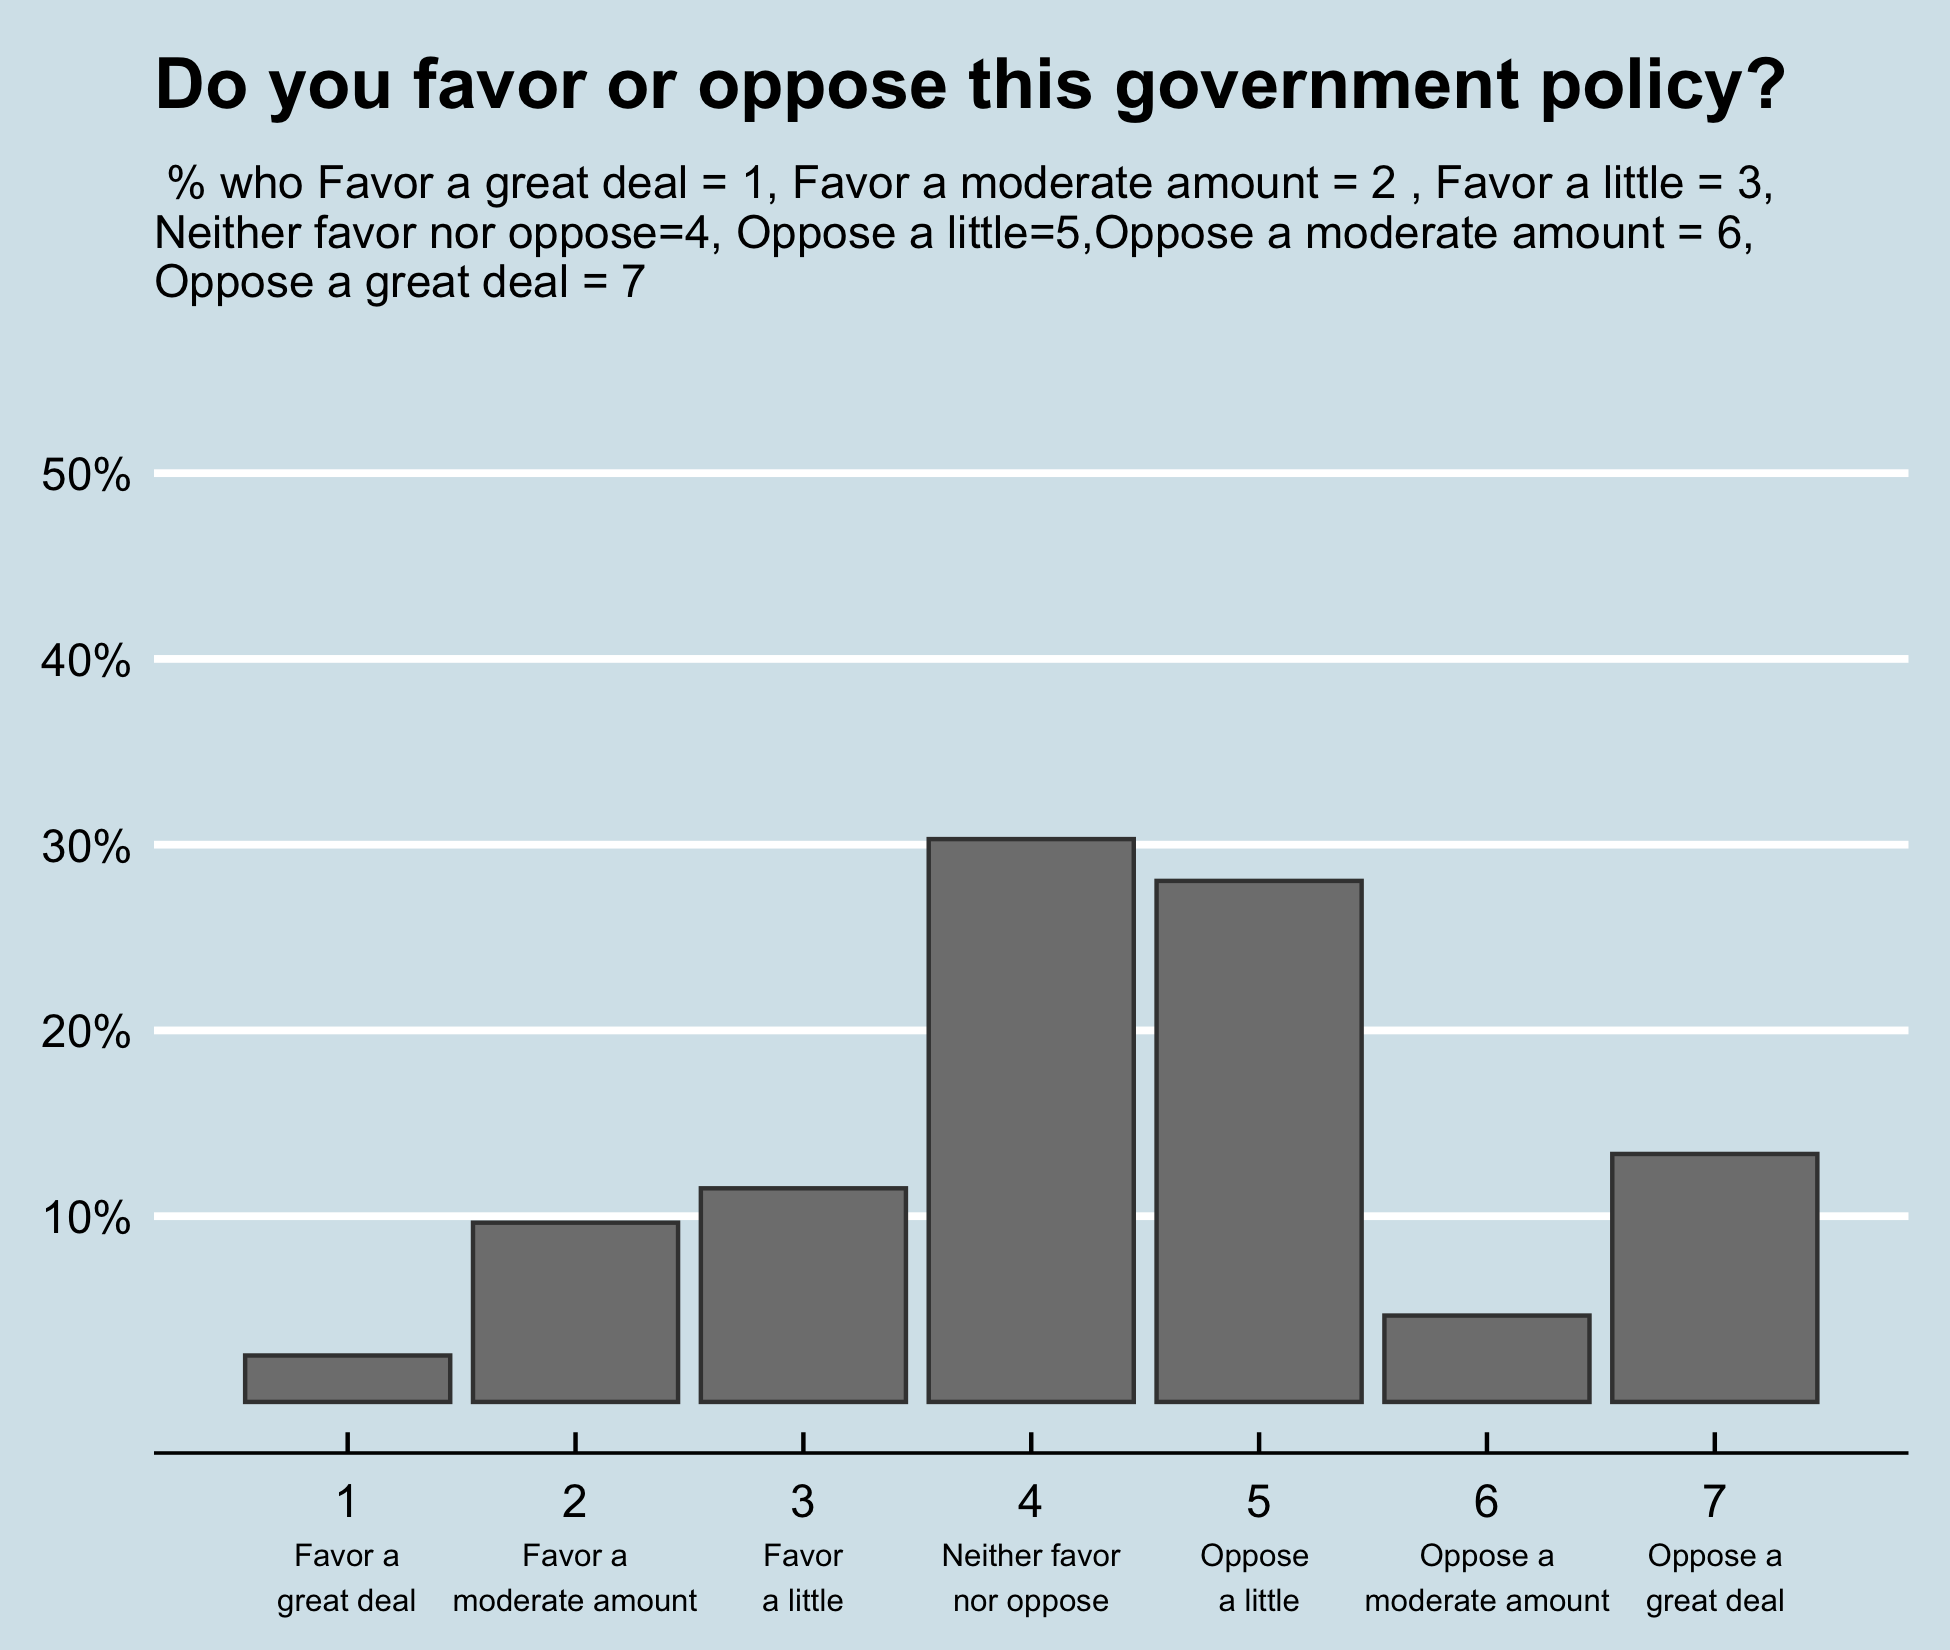 Do you favor or oppose this government policy?
% who Favor a great deal = 1, Favor a moderate amount = 2 , Favor a little = 3,
Neither favor nor oppose=4, Oppose a little=5,Oppose a moderate amount = 6,
Oppose a great deal = 7
50%
40%
30%
20%
10%
1 2 3 4 5 6 7
Favor a Favor a Favor Neither favor Oppose Oppose a Oppose a
great deal moderate amount a little nor oppose a little moderate amount great deal